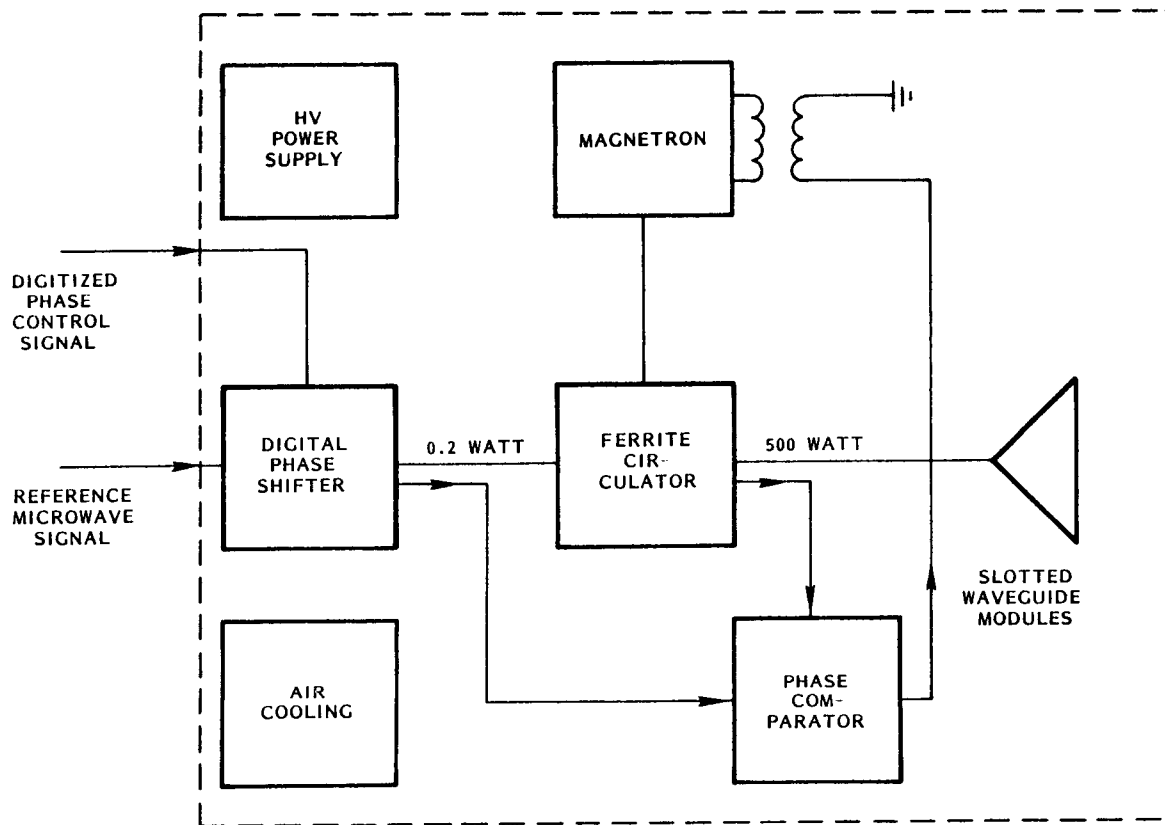 HV
POWER
SUPPLY
MAGNETRON
DIGITIZED
PHASE
CONTROL
SIGNAL
DIGITAL
PHASE
SHIFTER
0.2 WATT
FERRITE
CIR-
CULATOR
500 WATT
REFERENCE
MICROWAVE
SIGNAL
SLOTTED
WAVEGUIDE
MODULES
AIR
COOLING
PHASE
COM-
PARATOR